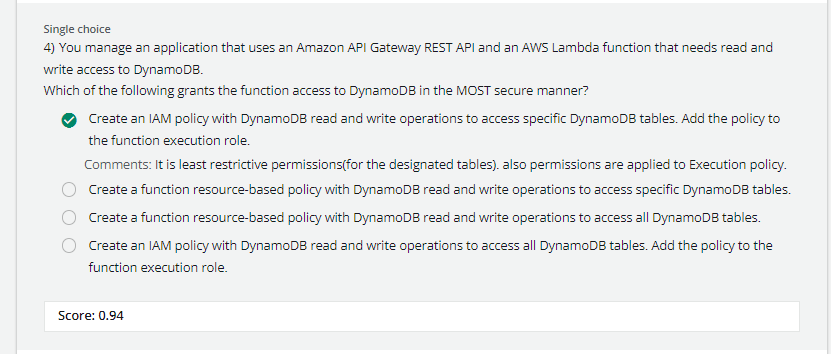 Single choice
4) You manage an application that uses an Amazon API Gateway REST API and an AWS Lambda function that needs read and
write access to DynamoDB.
Which of the following grants the function access to DynamoDB in the MOST secure manner?
Create an IAM policy with DynamoDB read and write operations to access specific DynamoDB tables. Add the policy to
the function execution role.
Comments: It is least restrictive permissions(for the designated tables). also permissions are applied to Execution policy.
Create a function resource-based policy with DynamoDB read and write operations to access specific DynamoDB tables.
Create a function resource-based policy with DynamoDB read and write operations to access all DynamoDB tables.
Create an IAM policy with DynamoDB read and write operations to access all DynamoDB tables. Add the policy to the
function execution role.
Score: 0.94